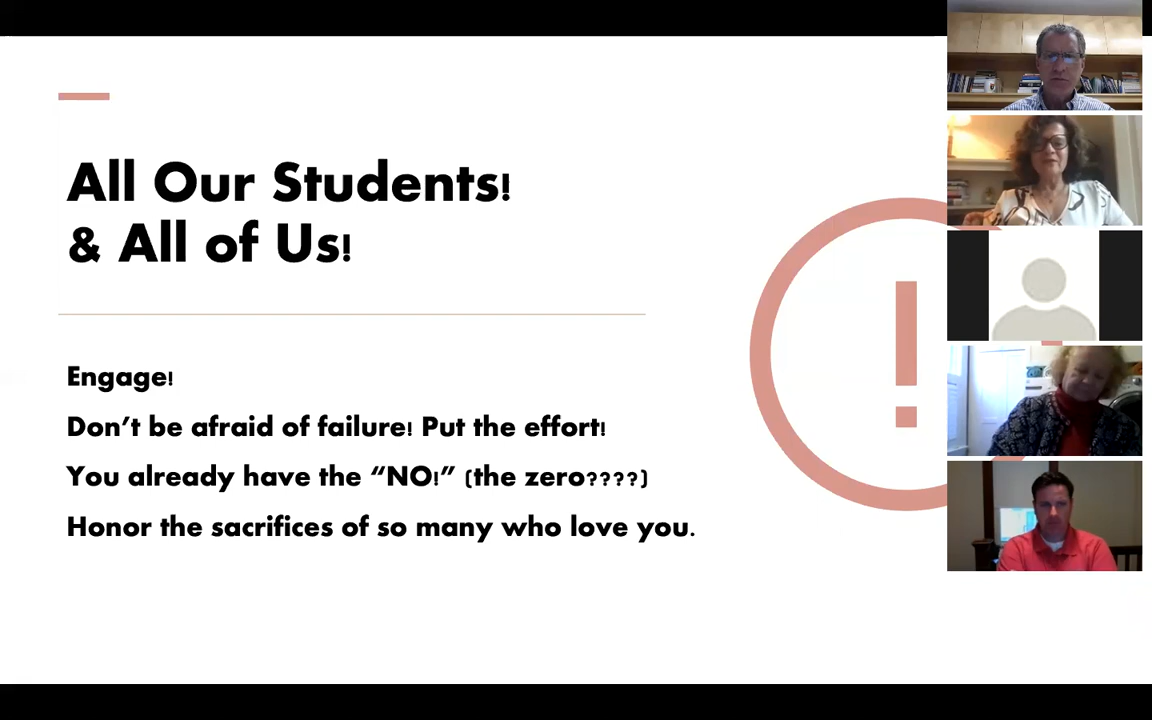 All Our Students!
& All of Us!
Engage!
Don’t be afraid of failure! Put the effort!
You already have the “NO!” (the zero????)
Honor the sacrifices of so many who love you.